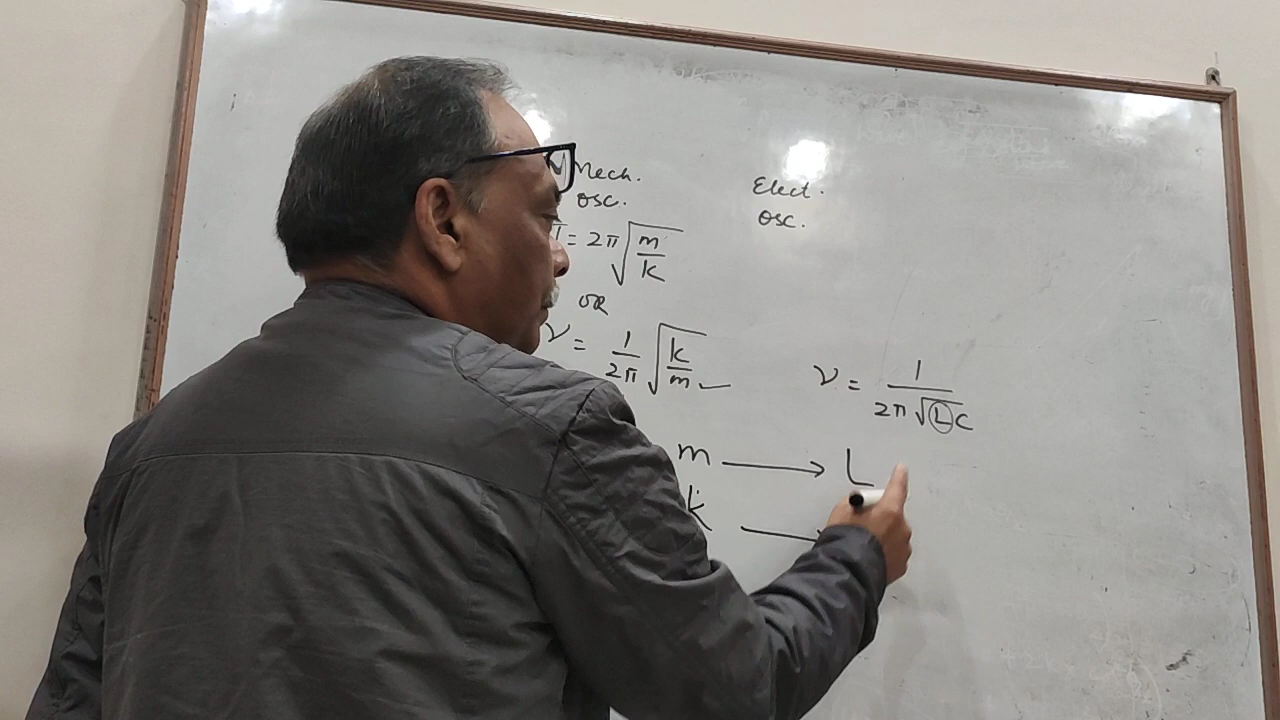 Mech.
Osc.
Elect.
Osc.
T = 2π√(m/k)
OR
ν = 1/2π √(k/m)
ν = 1/2π√LC
m → L
k →